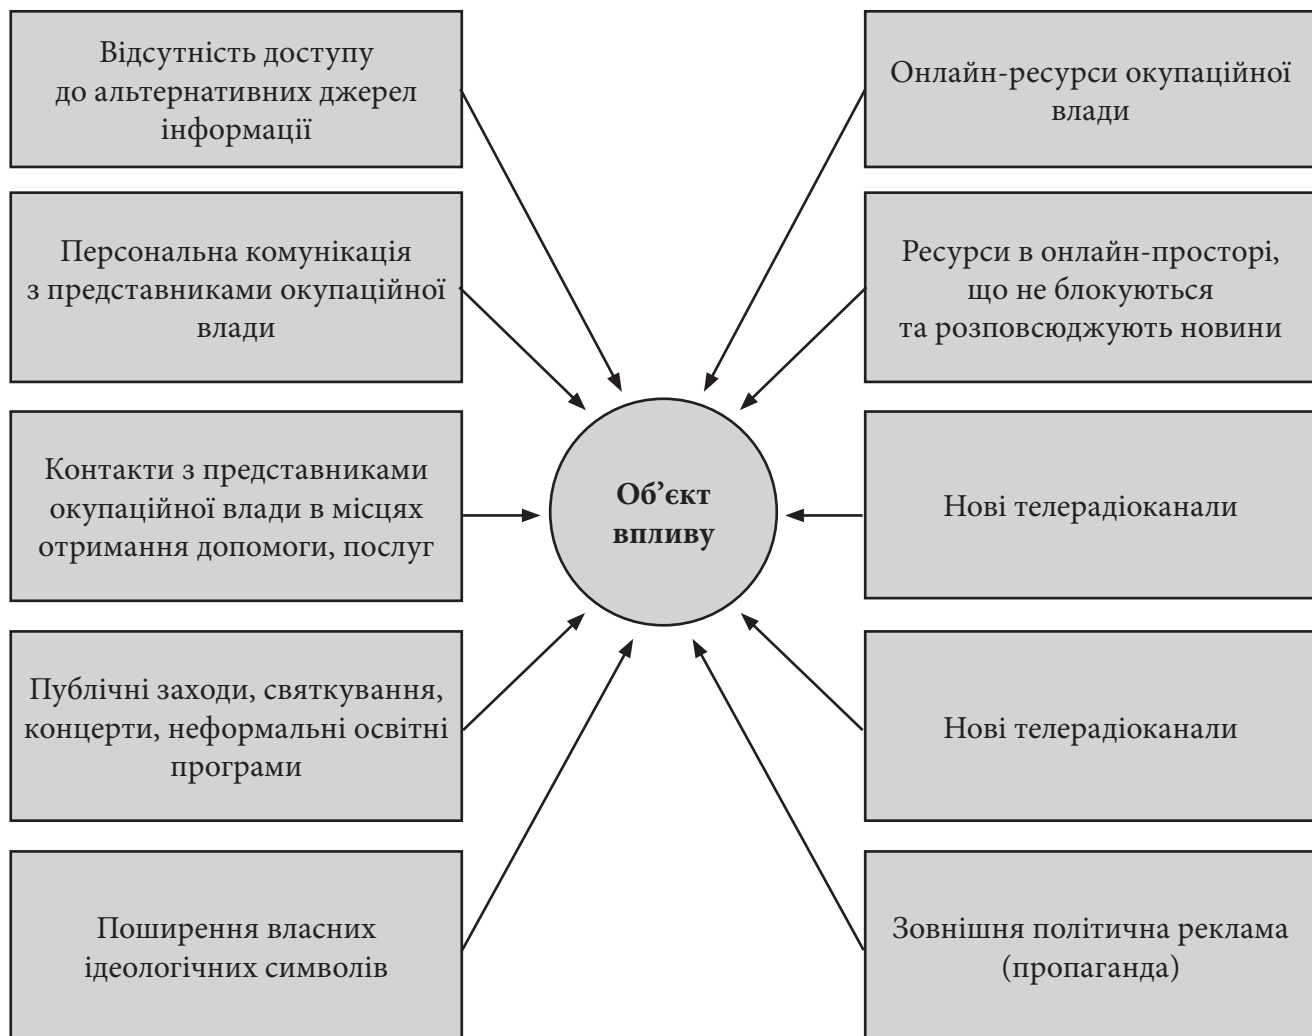 Відсутність доступу
до альтернативних джерел
інформації
Персональна комунікація
з представниками окупаційної
влади
Контакти з представниками
окупаційної влади в місцях
отримання допомоги, послуг
Публічні заходи, святкування,
концерти, неформальні освітні
програми
Поширення власних
ідеологічних символів
Об’єкт
впливу
Онлайн-ресурси окупаційної
влади
Ресурси в онлайн-просторі,
що не блокуються
та розповсюджують новини
Нові телерадіоканали
Нові телерадіоканали
Зовнішня політична реклама
(пропаганда)